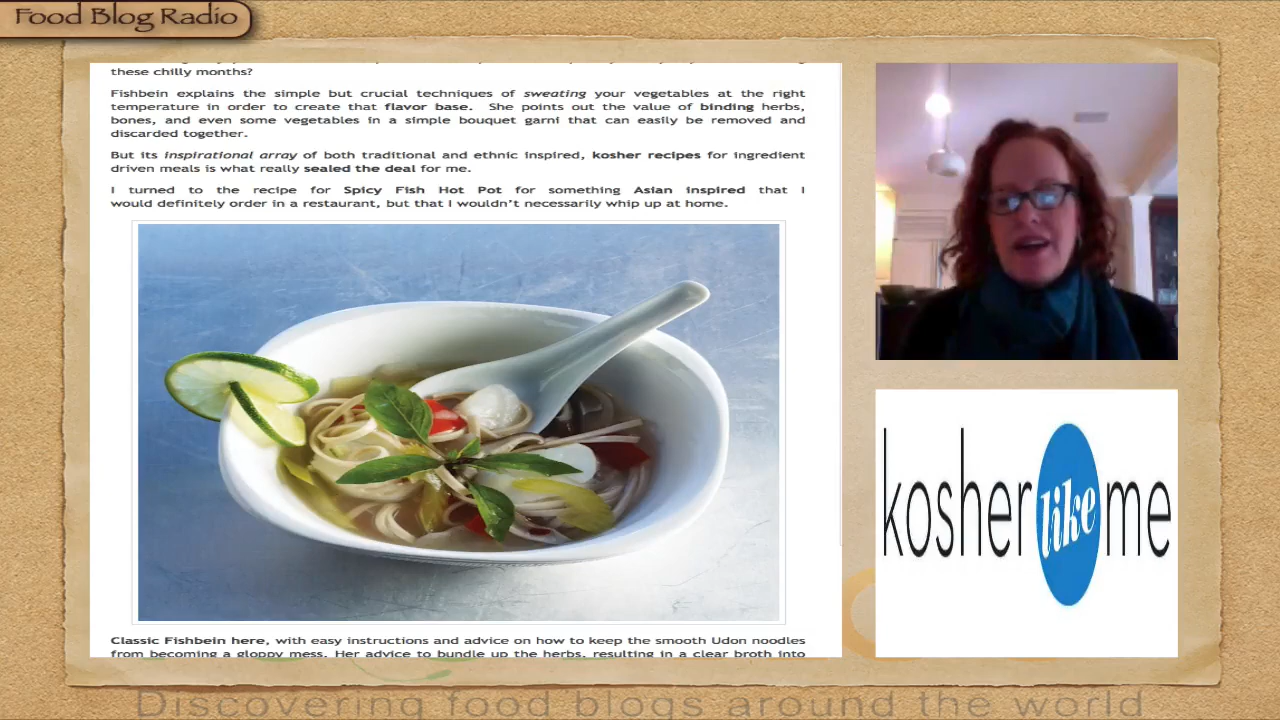 Food Blog Radio
these chilly months?
Fishbein explains the simple but crucial techniques of sweating your vegetables at the right
temperature in order to create that flavor base. She points out the value of binding herbs,
bones, and even some vegetables in a simple bouquet garni that can easily be removed and
discarded together.
But its inspirational array of both traditional and ethnic inspired, kosher recipes for ingredient
driven meals is what really sealed the deal for me.
I turned to the recipe for Spicy Fish Hot Pot for something Asian inspired that I
would definitely order in a restaurant, but that I wouldn't necessarily whip up at home.
Classic Fishbein here, with easy instructions and advice on how to keep the smooth Udon noodles
from becoming a gloppy mess. Her advice to bundle up the herbs, resulting in a clear broth into
kosher like me
Discovering food blogs around the world